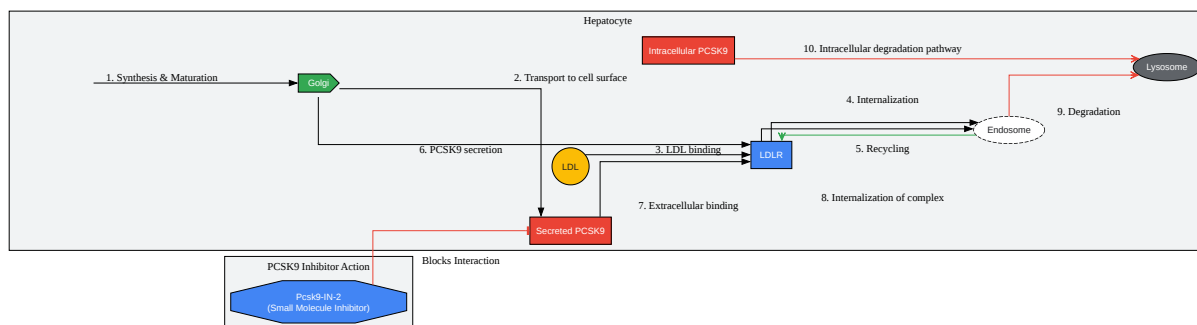 Hepatocyte
Intracellular PCSK9
10. Intracellular degradation pathway
Lysosome
1. Synthesis & Maturation
Golgi
2. Transport to cell surface
4. Internalization
9. Degradation
Endosome
6. PCSK9 secretion
LDL
3. LDL binding
LDLR
5. Recycling
7. Extracellular binding
8. Internalization of complex
Secreted PCSK9
Blocks Interaction
PCSK9 Inhibitor Action
Pcsk9-IN-2
(Small Molecule Inhibitor)